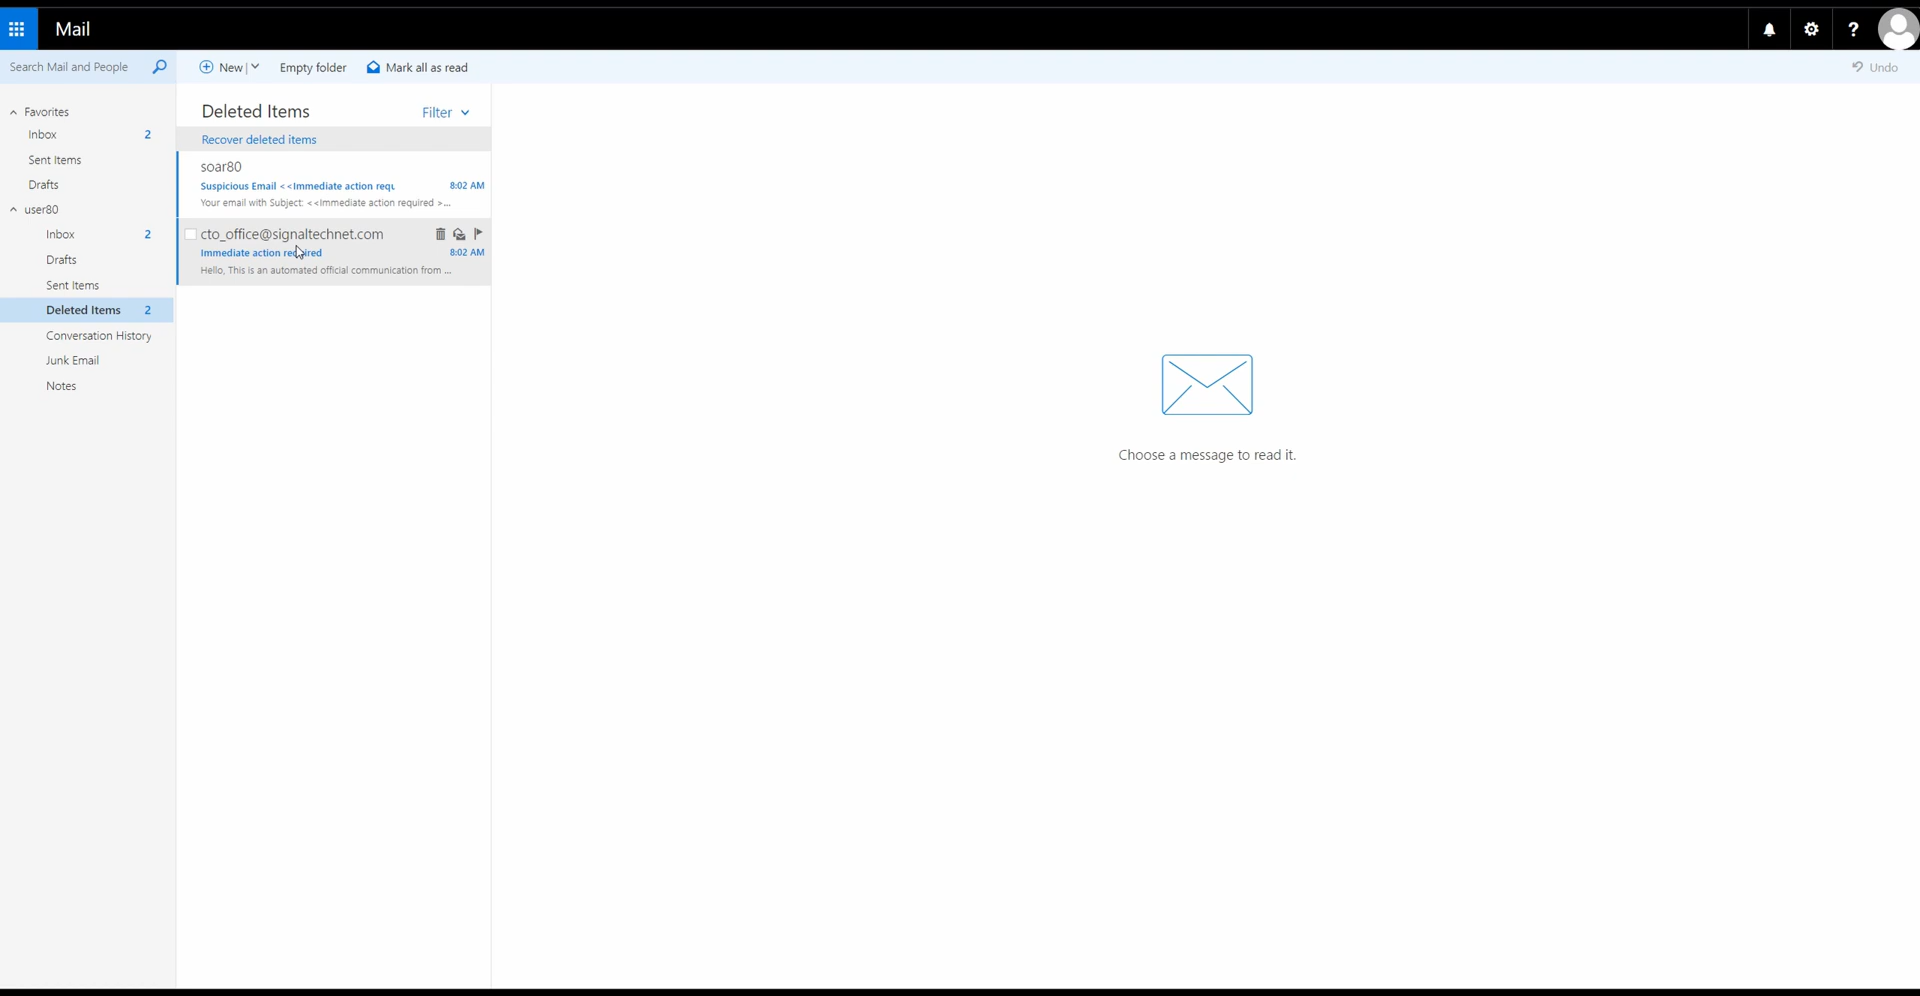 Mail
?
Search Mail and People
New
Empty folder
Mark all as read
Undo
Favorites
Inbox 2
Sent Items
Drafts
user80
Inbox 2
Drafts
Sent Items
Deleted Items 2
Conversation History
Junk Email
Notes
Deleted Items
Filter
Recover deleted items
soar80
Suspicious Email <<Immediate action requ 8:02 AM
Your email with Subject: <<Immediate action required >...
cto_office@signaltechnet.com
Immediate action required 8:02 AM
Hello, This is an automated official communication from ...
Choose a message to read it.